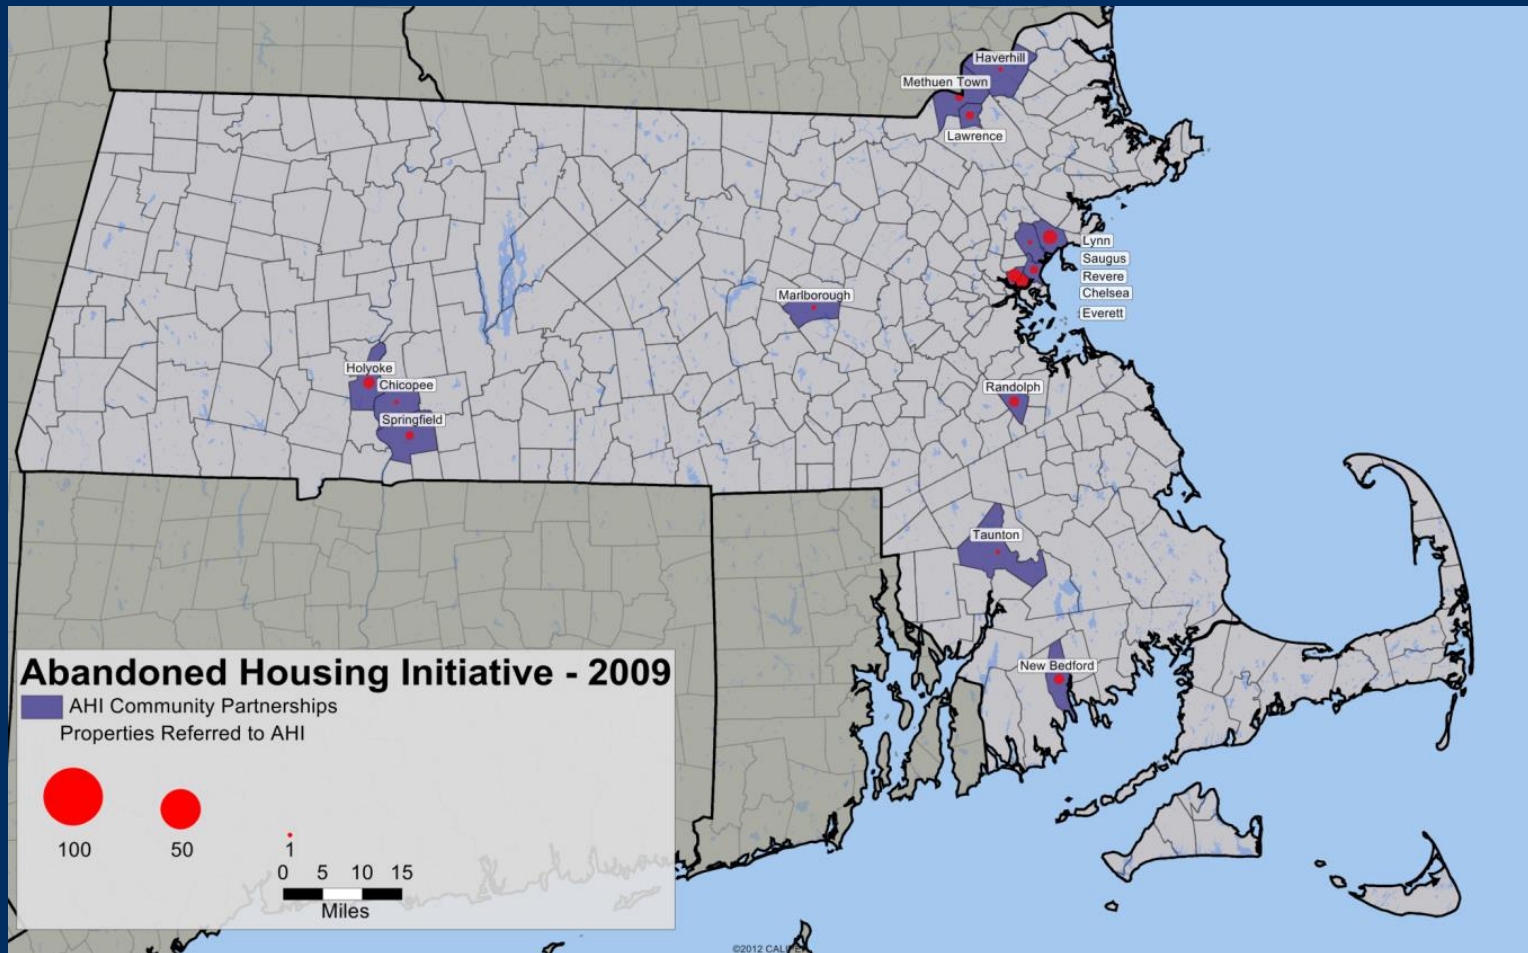 Haverhill
Methuen Town
Lawrence
Lynn
Saugus
Revere
Chelsea
Everett
Marlborough
Holyoke
Chicopee
Springfield
Randolph
Taunton
New Bedford
Abandoned Housing Initiative - 2009
AHI Community Partnerships
Properties Referred to AHI
100 50 1
0 5 10 15
Miles
©2012